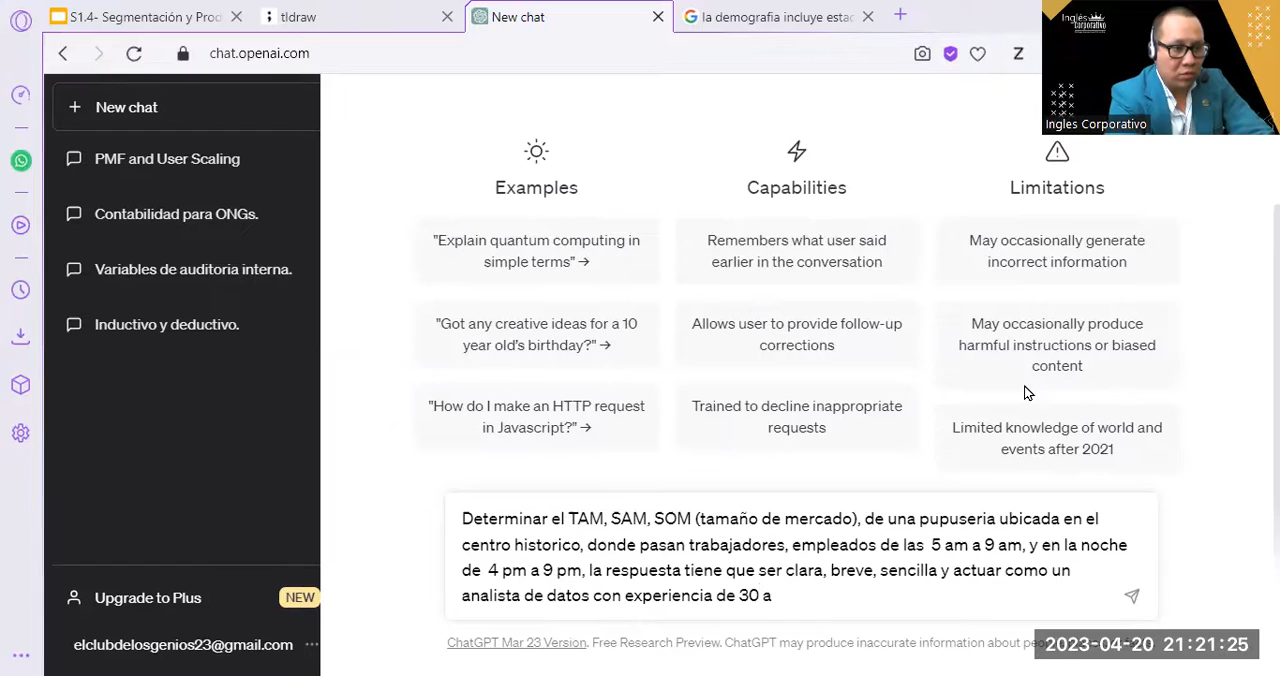 S1.4- Segmentación y Prod
tldraw
New chat
la demografia incluye estac
chat.openai.com
Z
Inglés
Corporativo
Ingles Corporativo
New chat
PMF and User Scaling
Contabilidad para ONGs.
Variables de auditoria interna.
Inductivo y deductivo.
Examples
Capabilities
Limitations
"Explain quantum computing in
simple terms" →
Remembers what user said
earlier in the conversation
May occasionally generate
incorrect information
"Got any creative ideas for a 10
year old's birthday?" →
Allows user to provide follow-up
corrections
May occasionally produce
harmful instructions or biased
content
"How do I make an HTTP request
in Javascript?" →
Trained to decline inappropriate
requests
Limited knowledge of world and
events after 2021
Determinar el TAM, SAM, SOM (tamaño de mercado), de una pupuseria ubicada en el
centro historico, donde pasan trabajadores, empleados de las 5 am a 9 am, y en la noche
de 4 pm a 9 pm, la respuesta tiene que ser clara, breve, sencilla y actuar como un
analista de datos con experiencia de 30 a
Upgrade to Plus
NEW
elclubdelosgenios23@gmail.com
ChatGPT Mar 23 Version. Free Research Preview. ChatGPT may produce inaccurate information about
2023-04-20 21:21:25